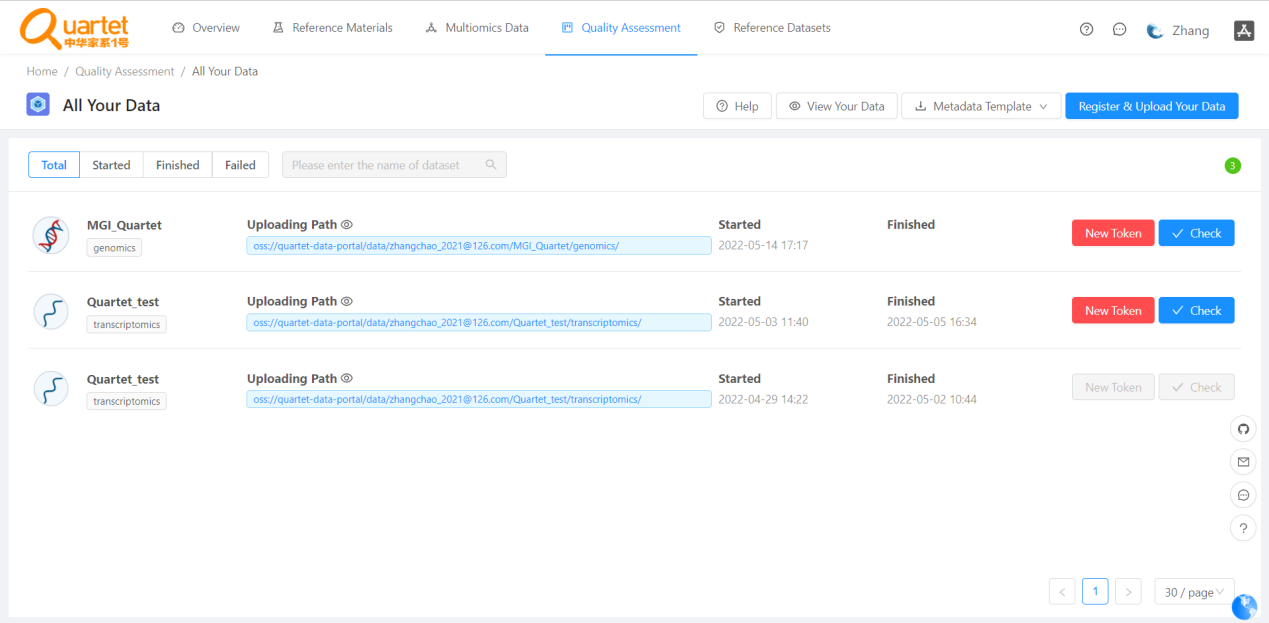 Quartet
中华家系1号
Overview
Reference Materials
Multiomics Data
Quality Assessment
Reference Datasets
Zhang
Home / Quality Assessment / All Your Data
All Your Data
Help
View Your Data
Metadata Template
Register & Upload Your Data
Total
Started
Finished
Failed
Please enter the name of dataset
3
MGI_Quartet
genomics
Uploading Path
oss://quartet-data-portal/data/zhangchao_2021@126.com/MGI_Quartet/genomics/
Started
2022-05-14 17:17
Finished
New Token
Check
Quartet_test
transcriptomics
Uploading Path
oss://quartet-data-portal/data/zhangchao_2021@126.com/Quartet_test/transcriptomics/
Started
2022-05-03 11:40
Finished
2022-05-05 16:34
New Token
Check
Quartet_test
transcriptomics
Uploading Path
oss://quartet-data-portal/data/zhangchao_2021@126.com/Quartet_test/transcriptomics/
Started
2022-04-29 14:22
Finished
2022-05-02 10:44
New Token
Check
?
< 1 >
30 / page